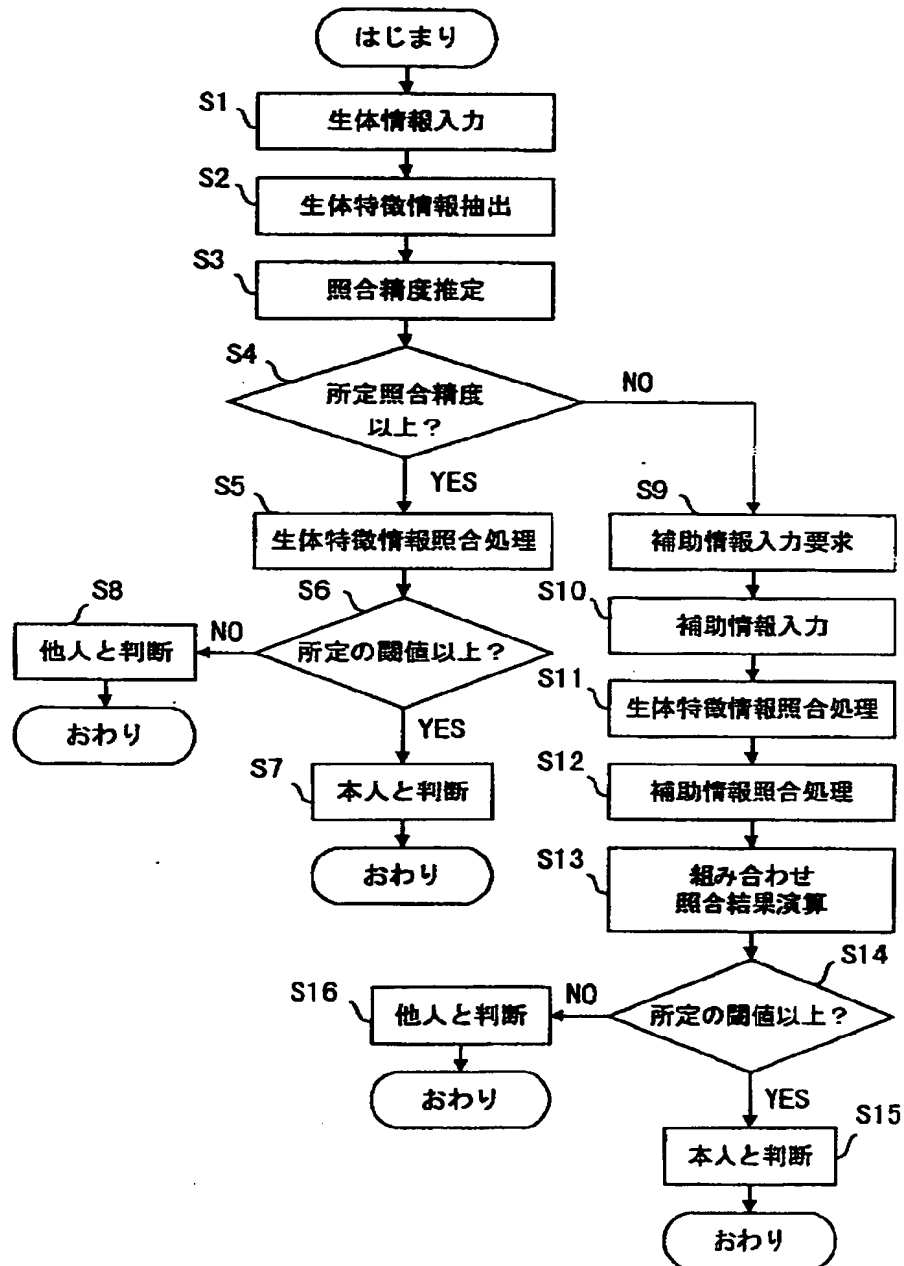 はじまり
S1
生体情報入力
S2
生体特徴情報抽出
S3
照合精度推定
S4
所定照合精度
以上？
NO
YES
S5
生体特徴情報照合処理
S6
所定の閾値以上？
NO
S8
他人と判断
おわり
YES
S7
本人と判断
おわり
S9
補助情報入力要求
S10
補助情報入力
S11
生体特徴情報照合処理
S12
補助情報照合処理
S13
組み合わせ
照合結果演算
S14
所定の閾値以上？
NO
S16
他人と判断
おわり
YES
S15
本人と判断
おわり